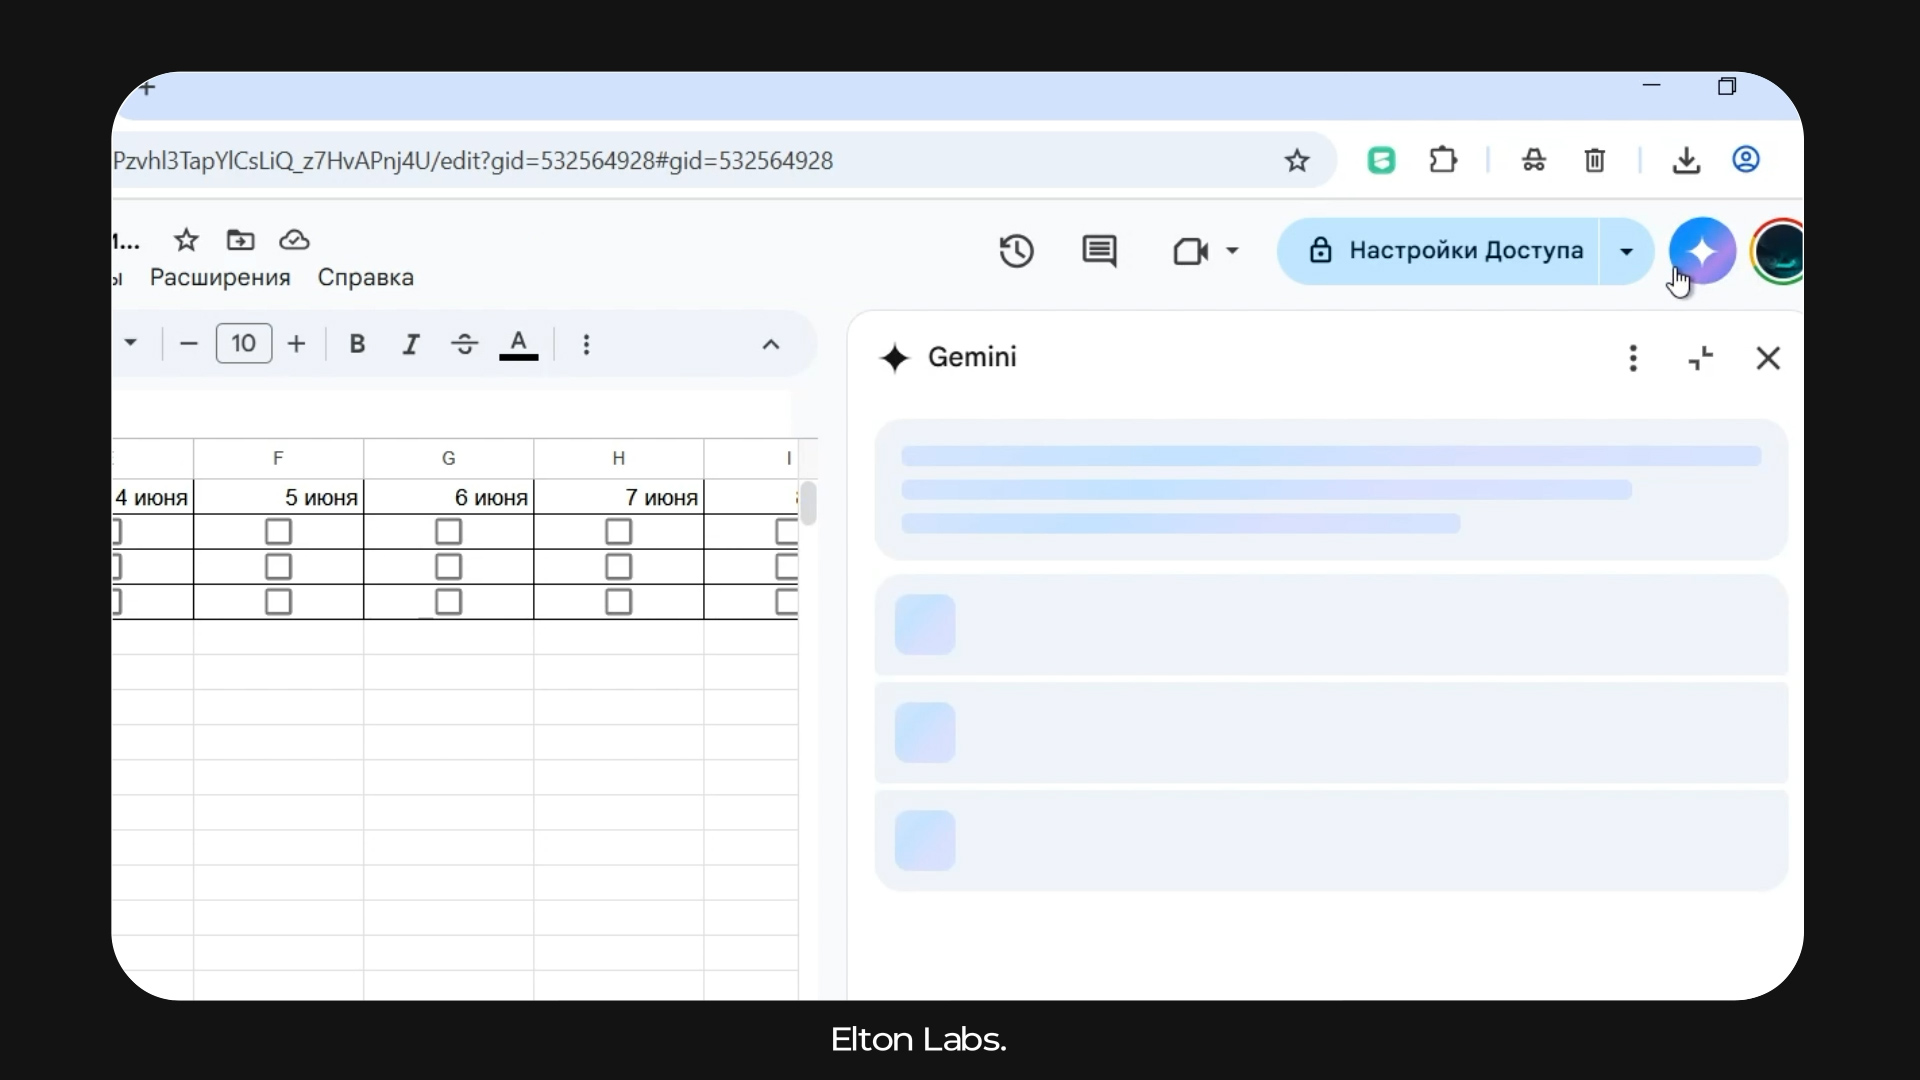 Pzvhl3TapYlCsLiQ_z7HvAPnj4U/edit?gid=532564928#gid=532564928
Расширения Справка
Настройки Доступа
10 B I A
Gemini
F G H I
4 июня 5 июня 6 июня 7 июня
Elton Labs.